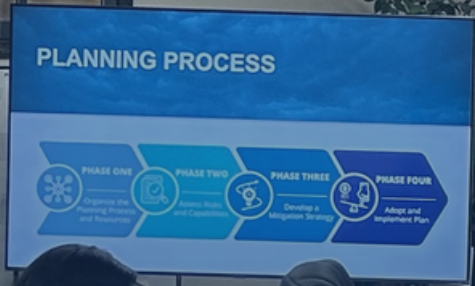 PLANNING PROCESS
PHASE ONE
Organize the
Planning Process
and Resources
PHASE TWO
Assess Risks
and Capabilities
PHASE THREE
Develop a
Mitigation Strategy
PHASE FOUR
Adopt and
Implement Plan